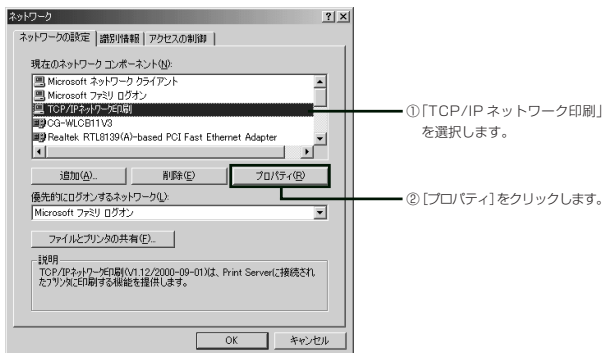 ネットワーク
ネットワークの設定 識別情報 アクセスの制御
現在のネットワーク コンポーネント(N):
Microsoft ネットワーク クライアント
Microsoft ファミリ ログオン
TCP/IPネットワーク印刷
CG-WLCB11V3
Realtek RTL8139(A)-based PCI Fast Ethernet Adapter
追加(A)... 削除(E) プロパティ(R)
優先的にログオンするネットワーク(L):
Microsoft ファミリ ログオン
ファイルとプリンタの共有(F)...
説明
TCP/IPネットワーク印刷(V1.12/2000-09-01)は、Print Serverに接続され
たプリンタに印刷する機能を提供します。
OK キャンセル
①「TCP/IP ネットワーク印刷」
を選択します。
②[プロパティ]をクリックします。